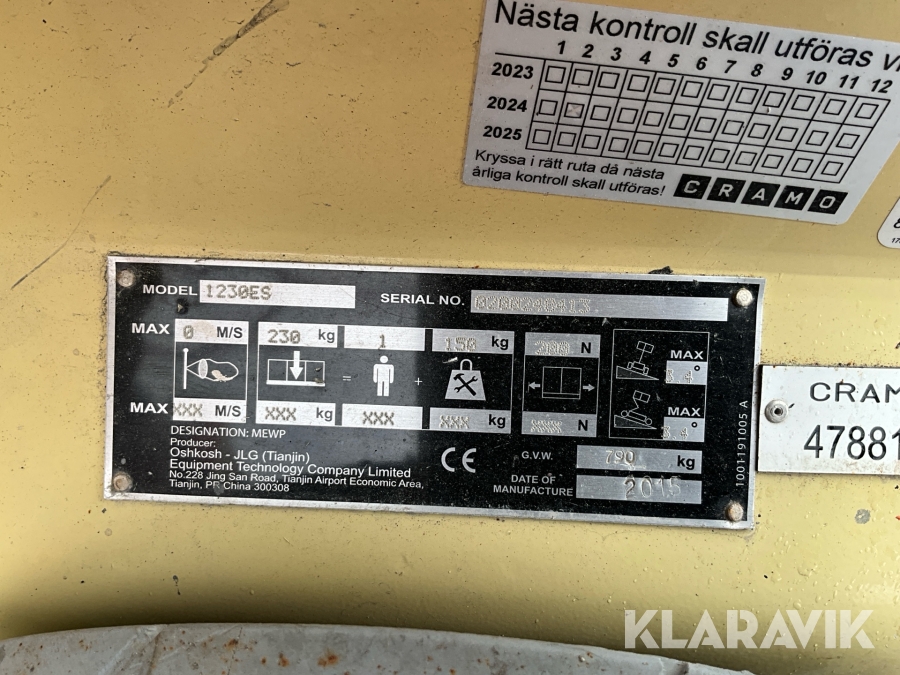 Nästa kontroll skall utföras
1 2 3 4 5 6 7 8 9 10 11 12
2023
2024
2025
Kryssa i rätt ruta då nästa
årliga kontroll skall utföras! CRAMO
MODEL 1230ES SERIAL NO.
MAX 0 M/S 230 kg 1 150 kg N MAX 3 4°
= +
MAX XXX M/S XXX kg XXX XXX kg N MAX 3 4°
DESIGNATION: MEWP
Producer:
Oshkosh - JLG (Tianjin)
Equipment Technology Company Limited
No.228 Jing San Road, Tianjin Airport Economic Area,
Tianjin, PR China 300308
CE
G.V.W. 790 kg
DATE OF
MANUFACTURE 2015
1001191005 A
CRAM
47881
KLARAVIK